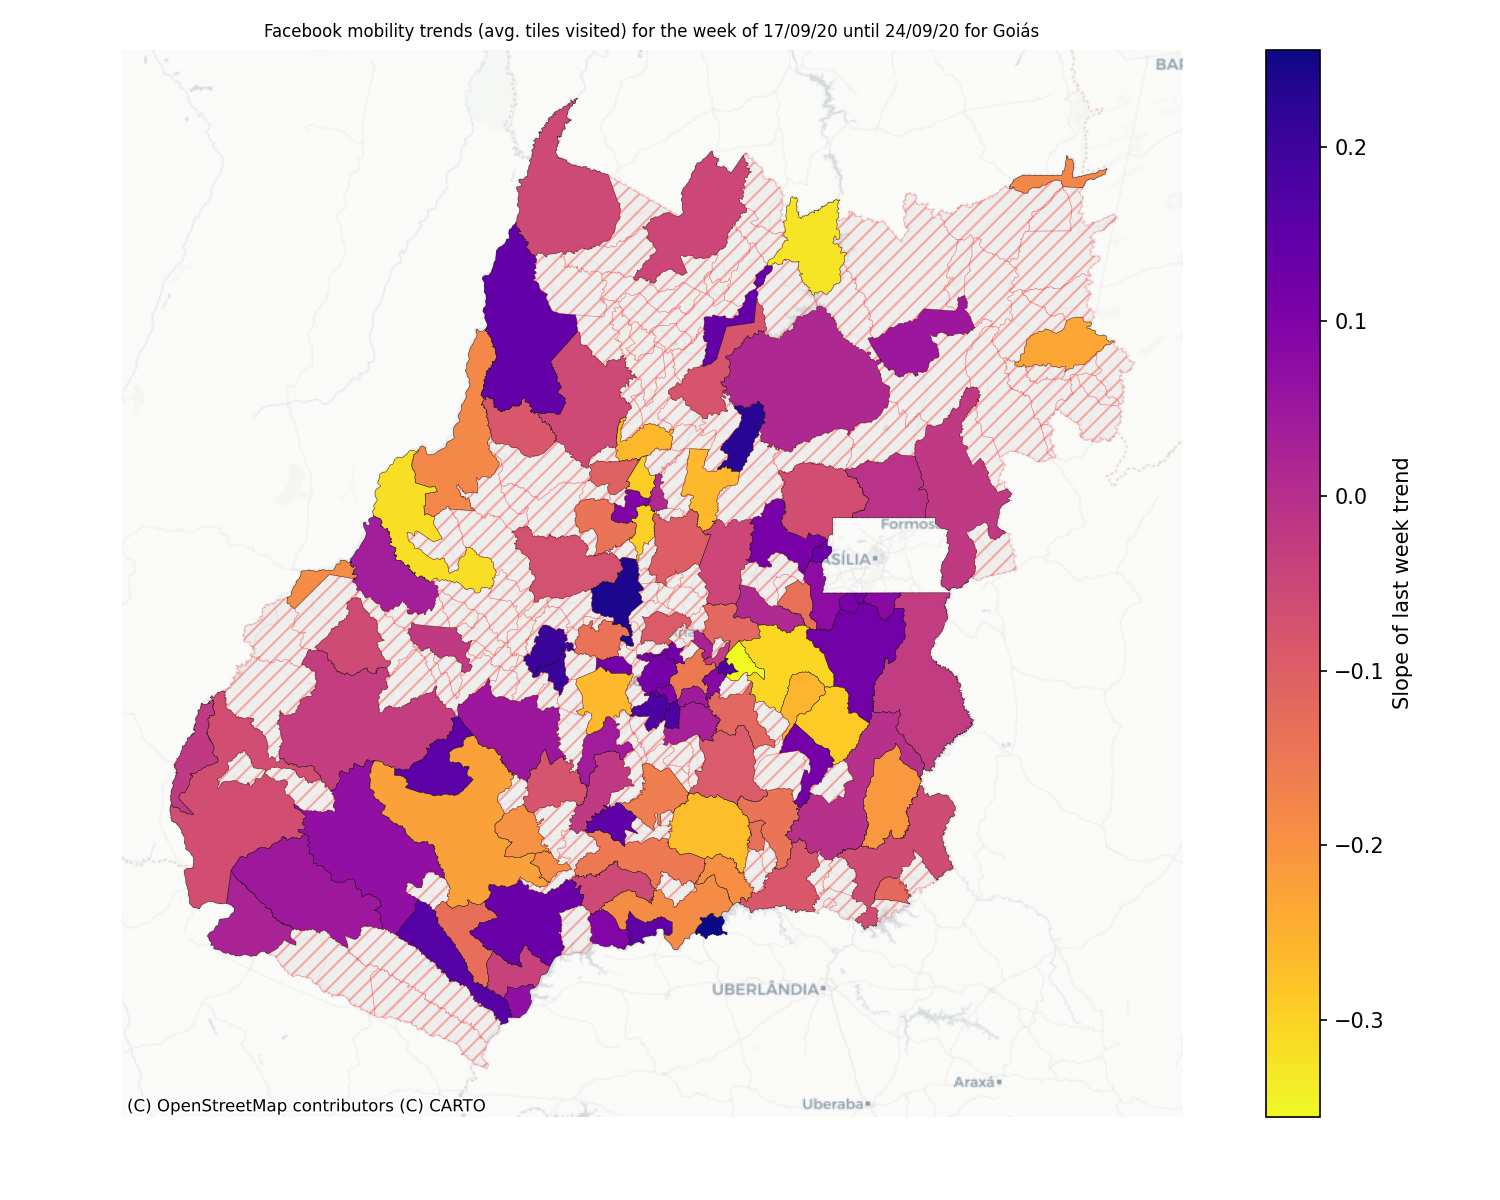 Facebook mobility trends (avg. tiles visited) for the week of 17/09/20 until 24/09/20 for Goiás
BAR
0.2
0.1
0.0
−0.1
−0.2
−0.3
Slope of last week trend
Formos
ASÍLIA
UBERLÂNDIA
Araxá
Uberaba
(C) OpenStreetMap contributors (C) CARTO